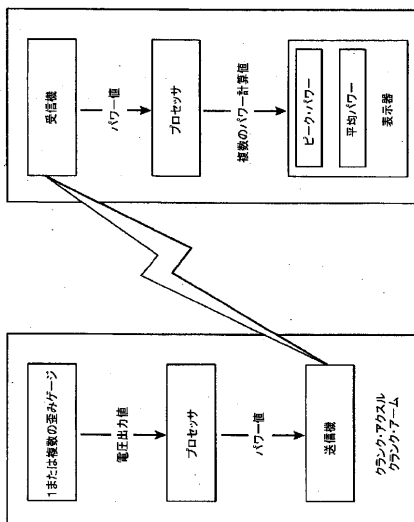 1または複数の歪みゲージ
電圧出力値
プロセッサ
パワー値
送信機
クランク・アクスル
クランク・アーム
受信機
パワー値
プロセッサ
複数のパワー計算値
ピーク・パワー
平均パワー
表示器